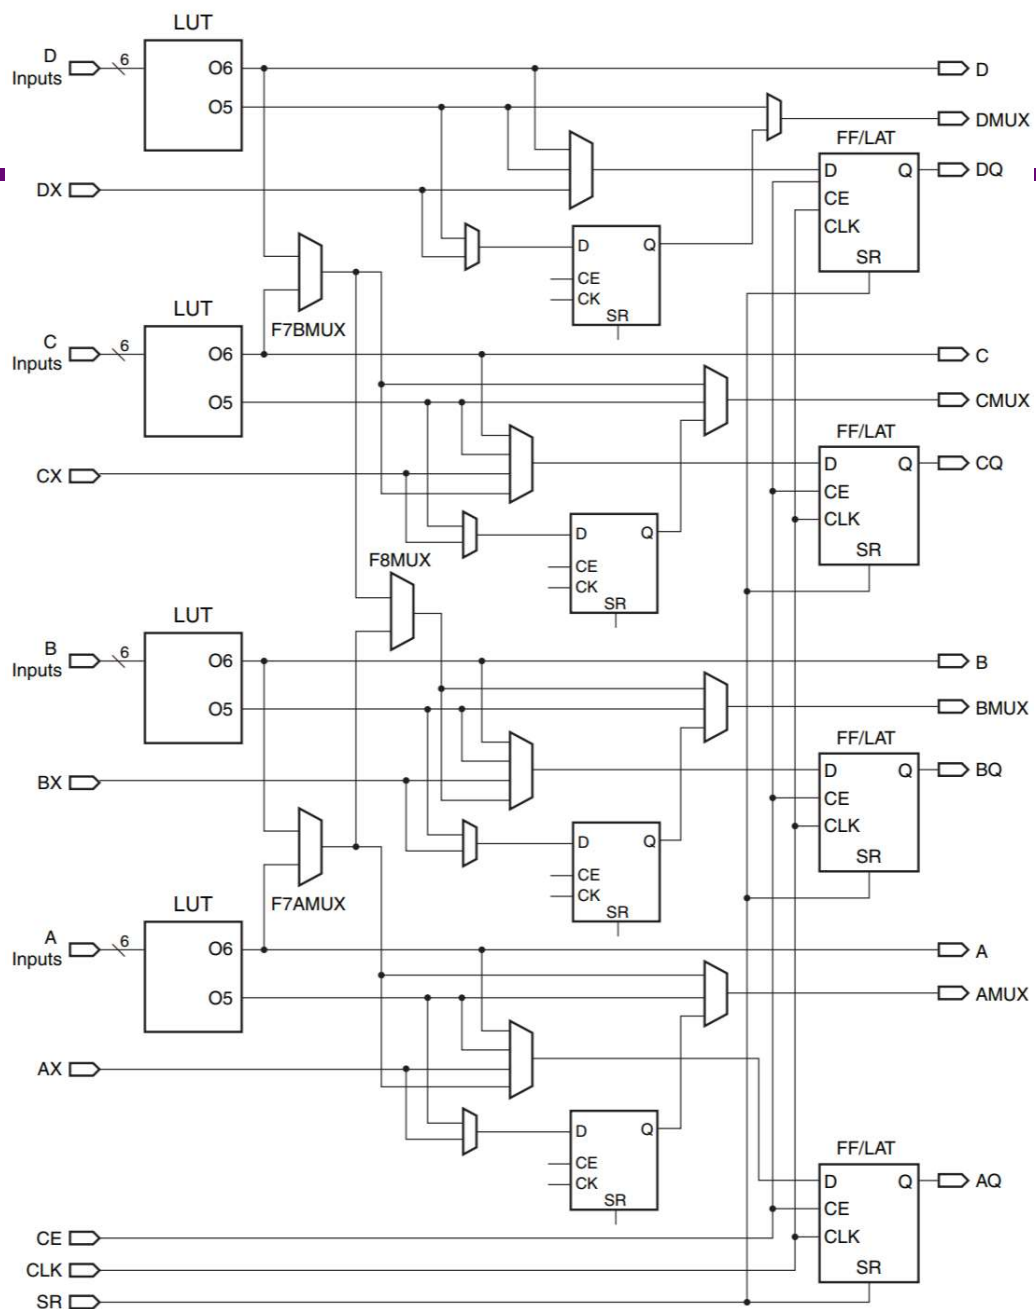 LUT
D
Inputs
6
O6
O5
D
DMUX
FF/LAT
D
Q
CE
CLK
SR
DQ
DX
D
Q
CE
CK
SR
F7BMUX
LUT
C
Inputs
6
O6
O5
C
CMUX
FF/LAT
D
Q
CE
CLK
SR
CQ
CX
D
Q
CE
CK
SR
F8MUX
LUT
B
Inputs
6
O6
O5
B
BMUX
FF/LAT
D
Q
CE
CLK
SR
BQ
BX
D
Q
CE
CK
SR
F7AMUX
LUT
A
Inputs
6
O6
O5
A
AMUX
AX
D
Q
CE
CK
SR
FF/LAT
D
Q
CE
CLK
SR
AQ
CE
CLK
SR